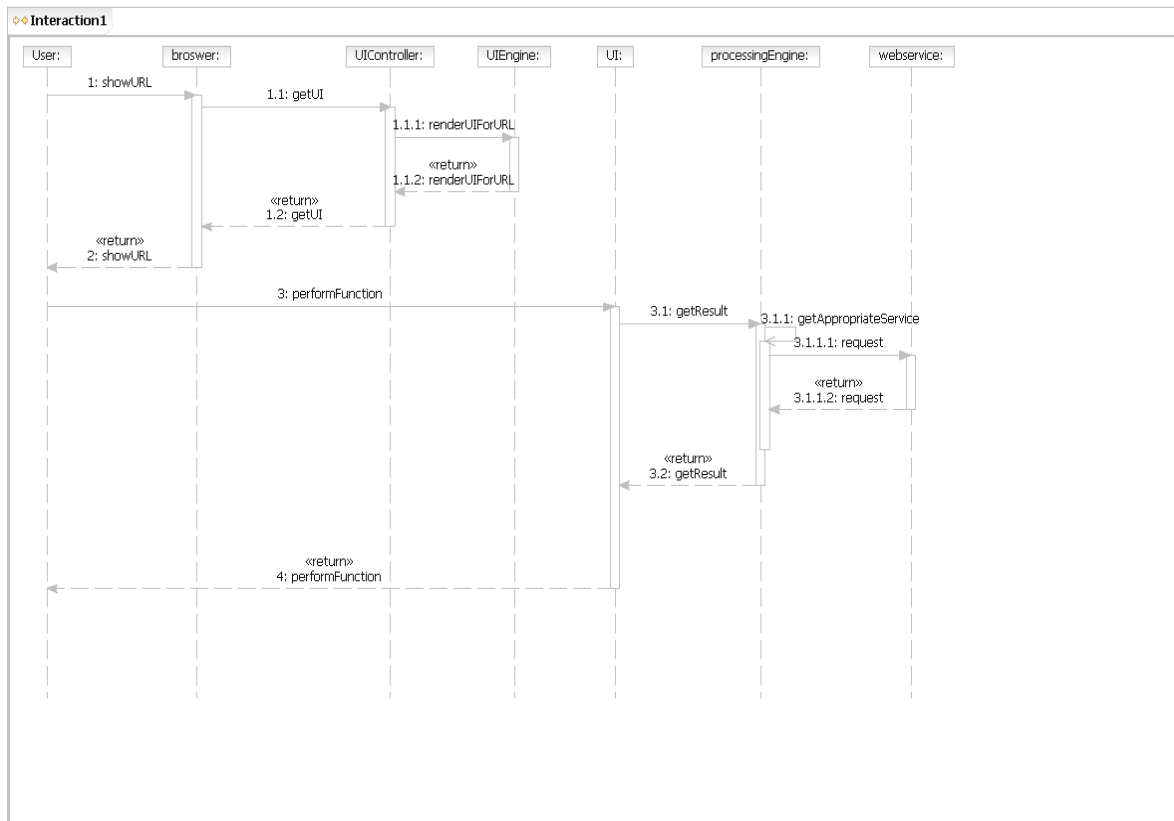 Interaction1
User:
broswer:
UIController:
UIEngine:
UI:
processingEngine:
webservice:
1: showURL
1.1: getUI
1.1.1: renderUIForURL
«return»
1.1.2: renderUIForURL
«return»
1.2: getUI
«return»
2: showURL
3: performFunction
3.1: getResult
3.1.1: getAppropriateService
3.1.1.1: request
«return»
3.1.1.2: request
«return»
3.2: getResult
«return»
4: performFunction